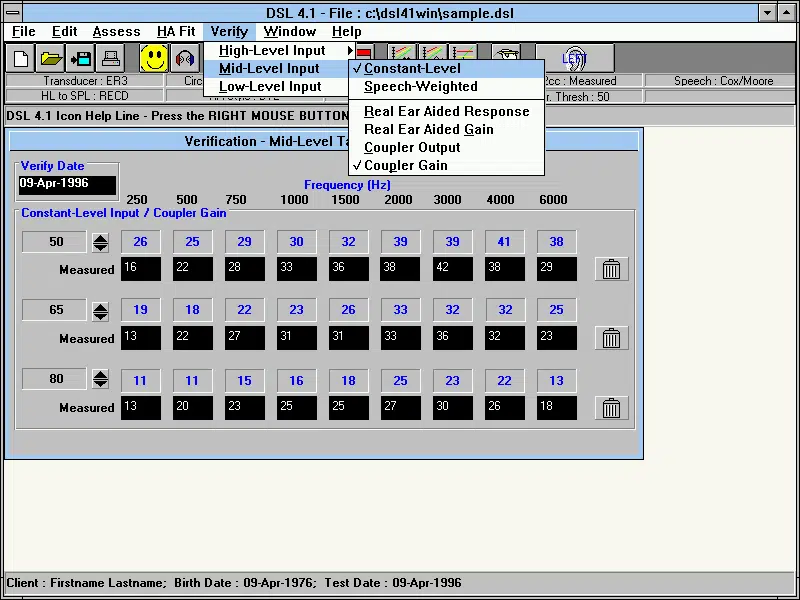 DSL 4.1 - File : c:\dsl41win\sample.dsl
File Edit Assess HA Fit Verify Window Help
High-Level Input
Mid-Level Input
Low-Level Input
Constant-Level
Speech-Weighted
Real Ear Aided Response
Real Ear Aided Gain
Coupler Output
Coupler Gain
LEFT
Transducer : ER3 Circ 2cc : Measured Speech : Cox/Moore
HL to SPL : RECD r. Thresh : 50
DSL 4.1 Icon Help Line - Press the RIGHT MOUSE BUTTON
Verification - Mid-Level Ta
Verify Date
09-Apr-1996
Frequency (Hz)
250 500 750 1000 1500 2000 3000 4000 6000
Constant-Level Input / Coupler Gain
50 26 25 29 30 32 39 39 41 38
Measured 16 22 28 33 36 38 42 38 29
65 19 18 22 23 26 33 32 32 25
Measured 13 22 27 31 31 33 36 32 23
80 11 11 15 16 18 25 23 22 13
Measured 13 20 23 25 25 27 30 26 18
Client : Firstname Lastname; Birth Date : 09-Apr-1976; Test Date : 09-Apr-1996